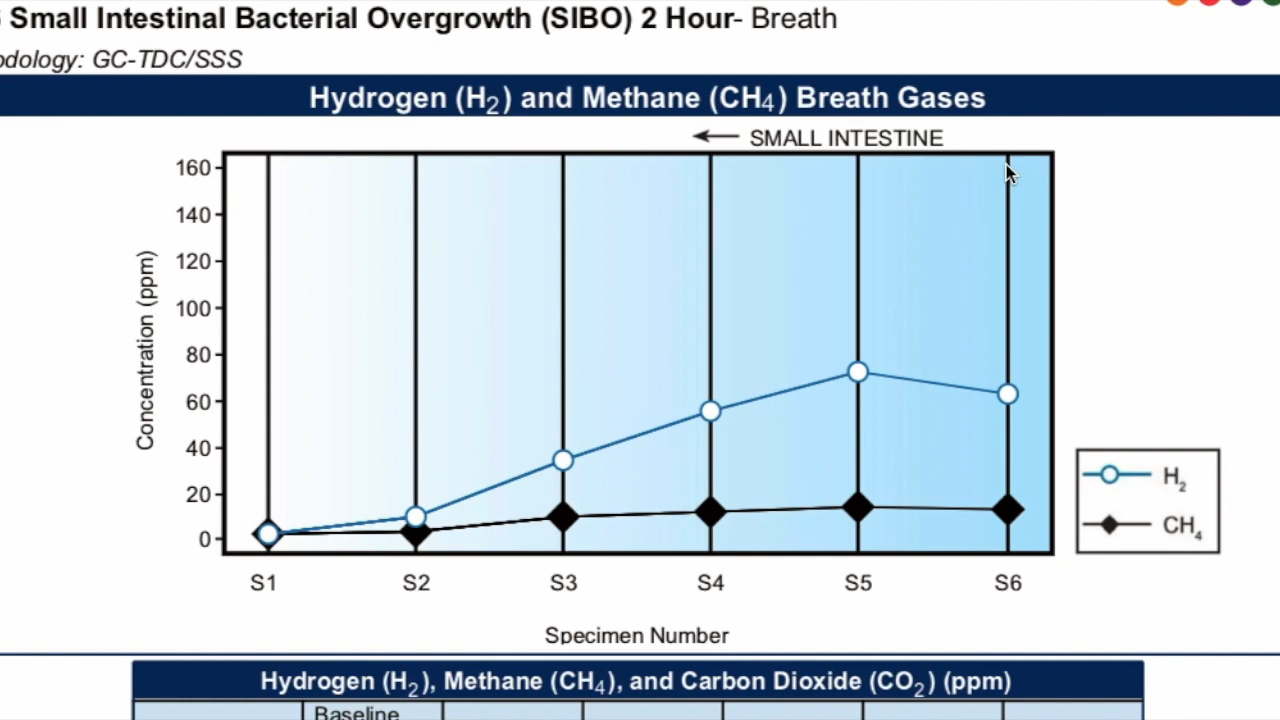 Small Intestinal Bacterial Overgrowth (SIBO) 2 Hour- Breath
odology: GC-TDC/SSS
Hydrogen (H₂) and Methane (CH₄) Breath Gases
SMALL INTESTINE
160
140
120
100
80
60
40
20
0
Concentration (ppm)
H₂
CH₄
S1 S2 S3 S4 S5 S6
Specimen Number
Hydrogen (H₂), Methane (CH₄), and Carbon Dioxide (CO₂) (ppm)
Baseline